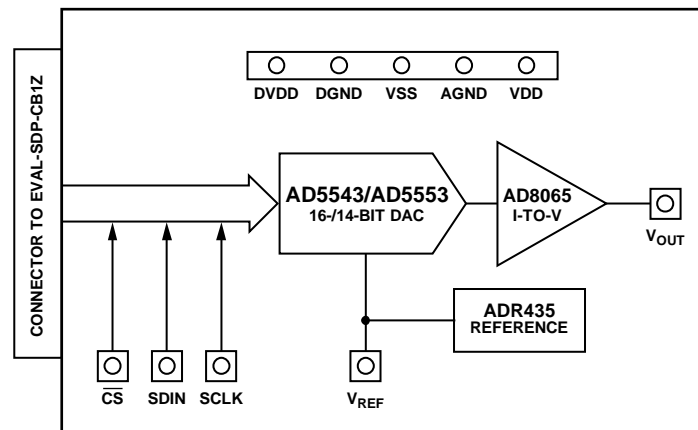 CONNECTOR TO EVAL-SDP-CB1Z
DVDD DGND VSS AGND VDD
AD5543/AD5553
16-/14-BIT DAC
AD8065
I-TO-V
VOUT
ADR435
REFERENCE
CS SDIN SCLK
VREF